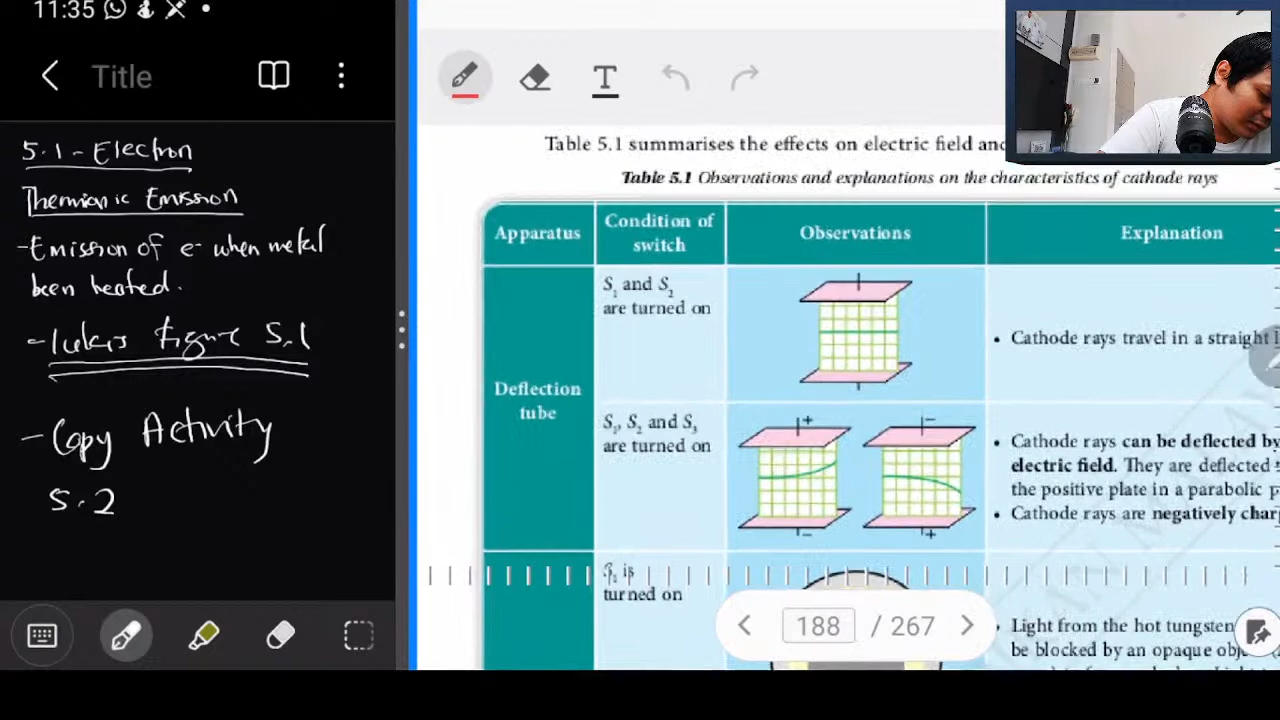 11:35
Title
5.1 - Electron
Thermionic Emission
- Emission of e- when metal
been heated.
- lukis figure 5.1
- Copy Activity
5.2
T
Table 5.1 summarises the effects on electric field and
Table 5.1 Observations and explanations on the characteristics of cathode rays
Apparatus
Condition of
switch
Observations
Explanation
Deflection
tube
S1 and S2
are turned on
• Cathode rays travel in a straight l
S1, S2 and S3
are turned on
+
−
−
+
• Cathode rays can be deflected by
electric field. They are deflected
the positive plate in a parabolic p
• Cathode rays are negatively char
is
turned on
• Light from the hot tungsten
be blocked by an opaque obj
188 / 267